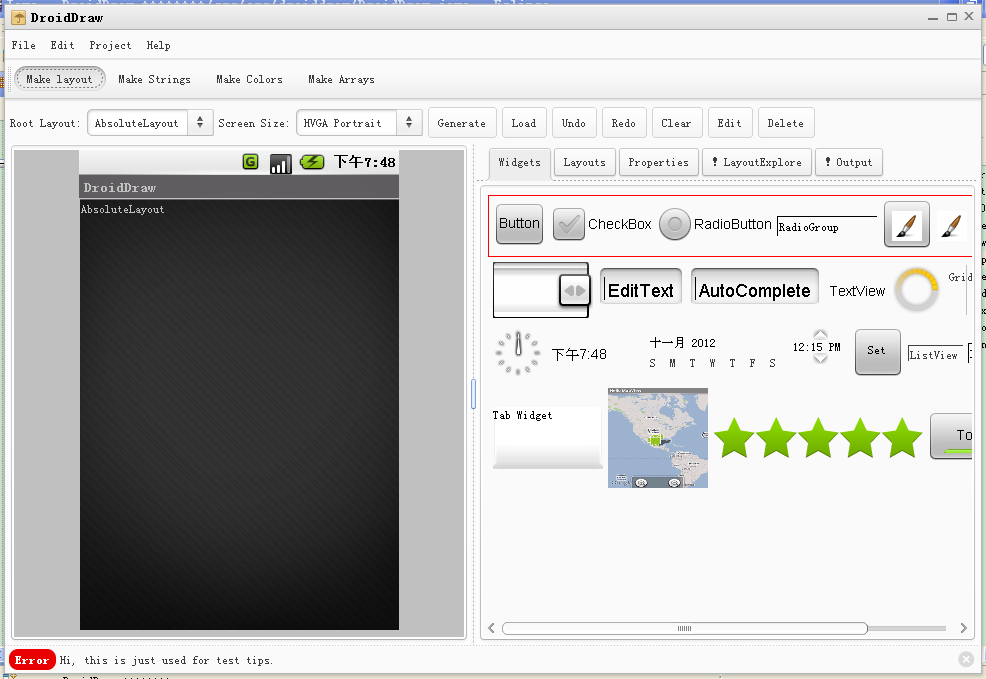 DroidDraw
File Edit Project Help
Make layout Make Strings Make Colors Make Arrays
Root Layout: AbsoluteLayout Screen Size: HVGA Portrait Generate Load Undo Redo Clear Edit Delete
下午7:48
DroidDraw
AbsoluteLayout
Widgets Layouts Properties ! LayoutExplore ! Output
Button CheckBox RadioButton RadioGroup
EditText AutoComplete TextView Grid
下午7:48 十一月 2012 12:15 PM Set ListView
S M T W T F S
Tab Widget To
Error Hi, this is just used for test tips.